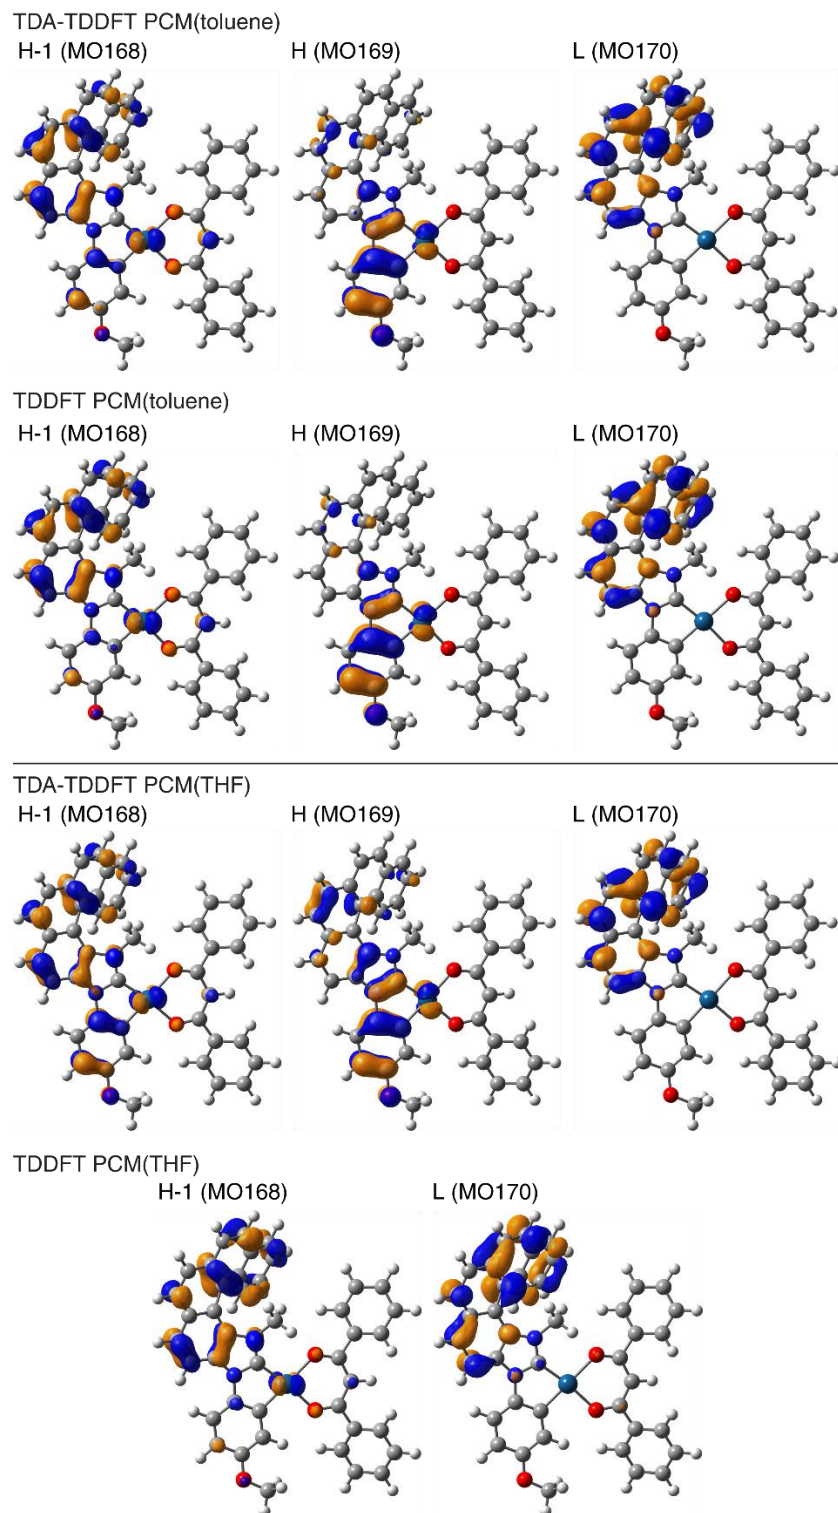 TDA-TDDFT PCM(toluene)
H-1 (MO168) H (MO169) L (MO170)
TDDFT PCM(toluene)
H-1 (MO168) H (MO169) L (MO170)
TDA-TDDFT PCM(THF)
H-1 (MO168) H (MO169) L (MO170)
TDDFT PCM(THF)
H-1 (MO168) L (MO170)